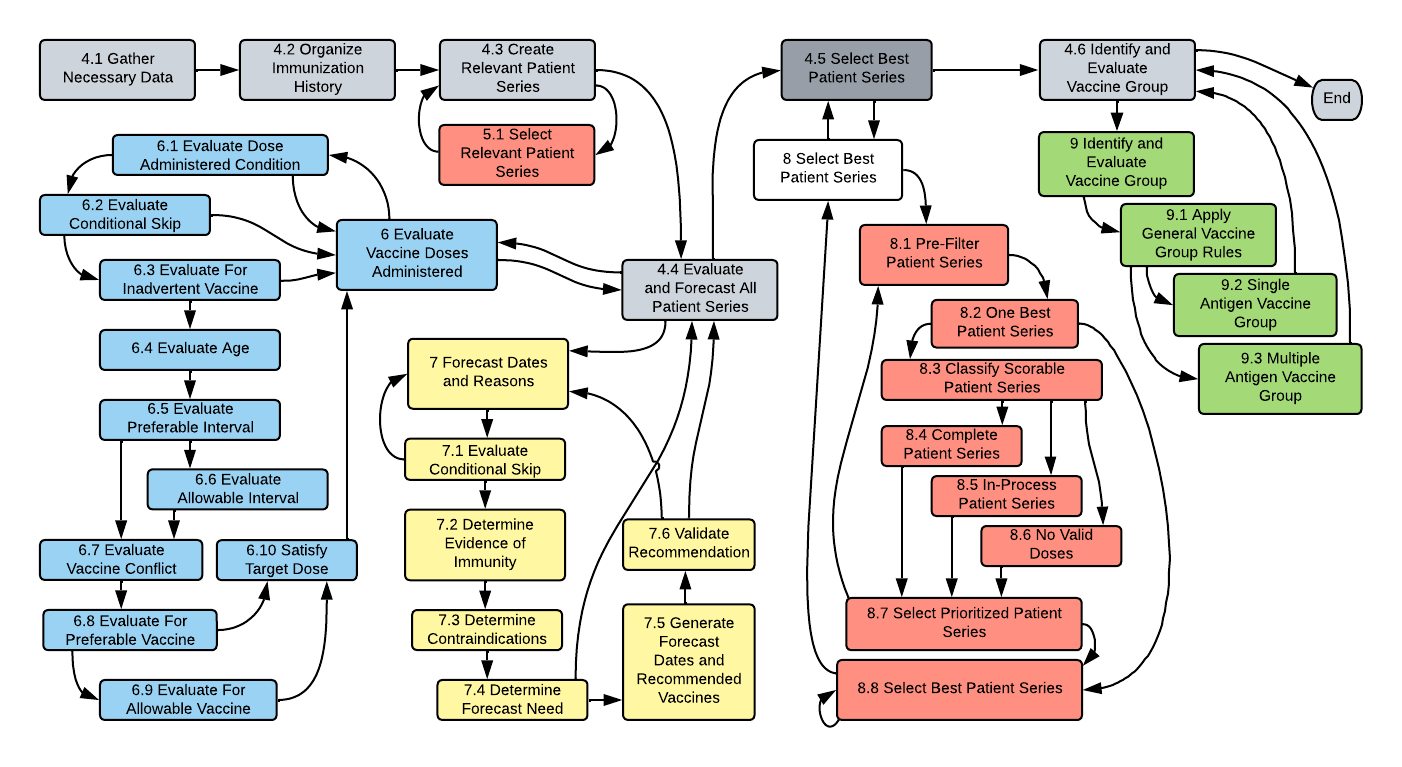 4.1 Gather
Necessary Data
4.2 Organize
Immunization
History
4.3 Create
Relevant Patient
Series
5.1 Select
Relevant Patient
Series
4.5 Select Best
Patient Series
4.6 Identify and
Evaluate
Vaccine Group
End
6.1 Evaluate Dose
Administered Condition
6.2 Evaluate
Conditional Skip
6 Evaluate
Vaccine Doses
Administered
6.3 Evaluate For
Inadvertent Vaccine
6.4 Evaluate Age
6.5 Evaluate
Preferable Interval
6.6 Evaluate
Allowable Interval
6.7 Evaluate
Vaccine Conflict
6.10 Satisfy
Target Dose
6.8 Evaluate For
Preferable Vaccine
6.9 Evaluate For
Allowable Vaccine
4.4 Evaluate
and Forecast All
Patient Series
7 Forecast Dates
and Reasons
7.1 Evaluate
Conditional Skip
7.2 Determine
Evidence of
Immunity
7.3 Determine
Contraindications
7.4 Determine
Forecast Need
7.6 Validate
Recommendation
7.5 Generate
Forecast
Dates and
Recommended
Vaccines
8 Select Best
Patient Series
8.1 Pre-Filter
Patient Series
8.2 One Best
Patient Series
8.3 Classify Scorable
Patient Series
8.4 Complete
Patient Series
8.5 In-Process
Patient Series
8.6 No Valid
Doses
8.7 Select Prioritized Patient
Series
8.8 Select Best Patient Series
9 Identify and
Evaluate
Vaccine Group
9.1 Apply
General Vaccine
Group Rules
9.2 Single
Antigen Vaccine
Group
9.3 Multiple
Antigen Vaccine
Group